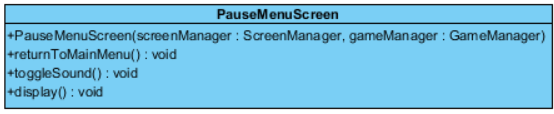 PauseMenuScreen
+PauseMenuScreen(screenManager : ScreenManager, gameManager : GameManager)
+returnToMainMenu() : void
+toggleSound() : void
+display() : void